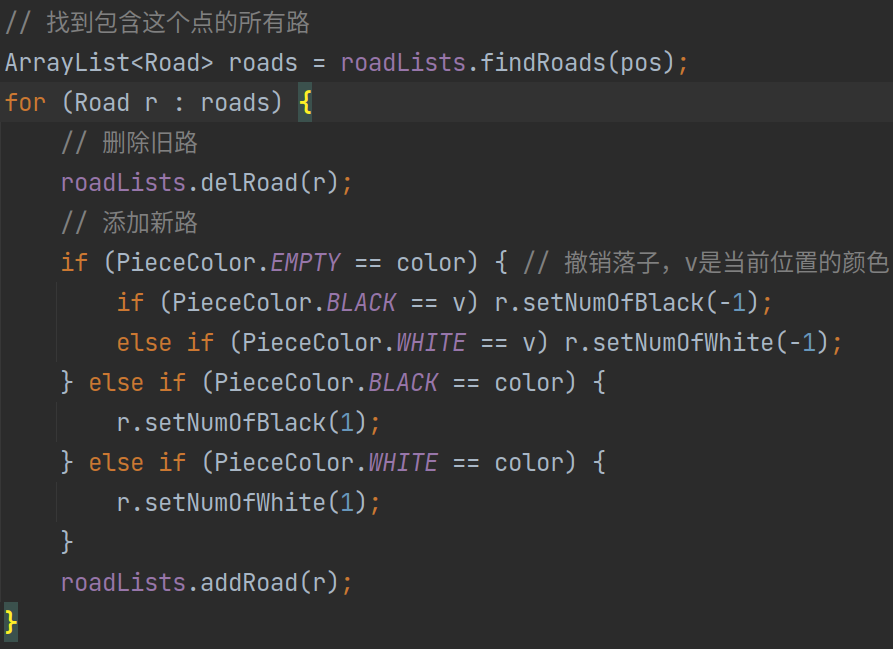 // 找到包含这个点的所有路
ArrayList<Road> roads = roadLists.findRoads(pos);
for (Road r : roads) {
    // 删除旧路
    roadLists.delRoad(r);
    // 添加新路
    if (PieceColor.EMPTY == color) { // 撤销落子，v是当前位置的颜色
        if (PieceColor.BLACK == v) r.setNumOfBlack(-1);
        else if (PieceColor.WHITE == v) r.setNumOfWhite(-1);
    } else if (PieceColor.BLACK == color) {
        r.setNumOfBlack(1);
    } else if (PieceColor.WHITE == color) {
        r.setNumOfWhite(1);
    }
    roadLists.addRoad(r);
}